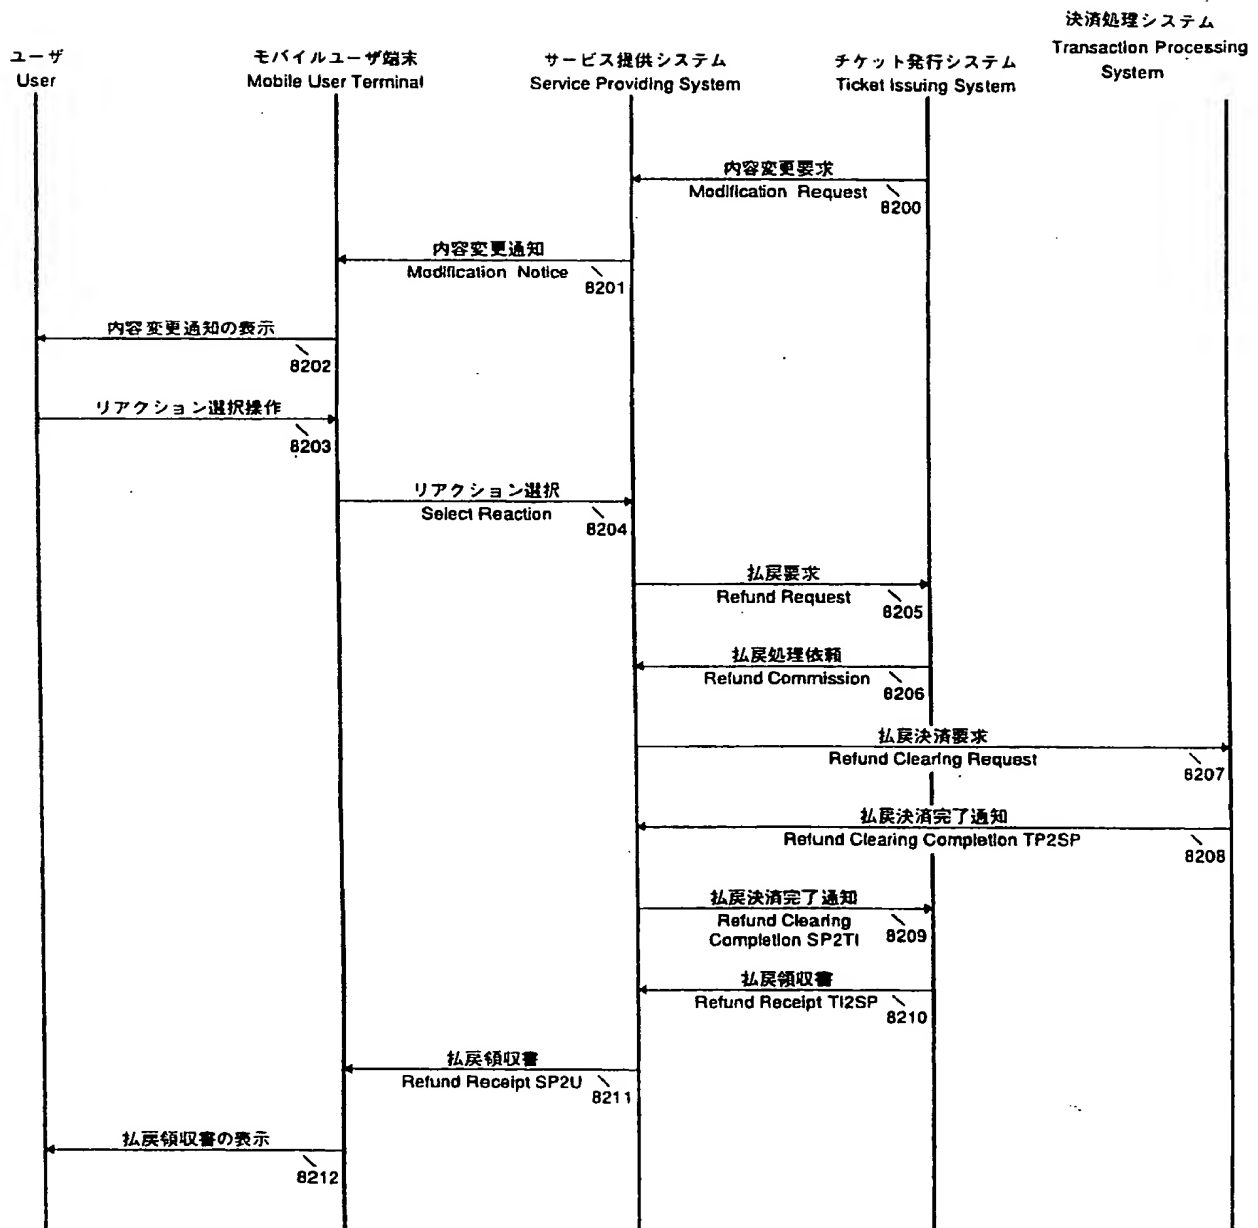 ユーザ
User
モバイルユーザ端末
Mobile User Terminal
サービス提供システム
Service Providing System
チケット発行システム
Ticket Issuing System
決済処理システム
Transaction Processing
System
内容変更要求
Modification Request
8200
内容変更通知
Modification Notice
8201
内容変更通知の表示
8202
リアクション選択操作
8203
リアクション選択
Select Reaction
8204
払戻要求
Refund Request
8205
払戻処理依頼
Refund Commission
8206
払戻決済要求
Refund Clearing Request
8207
払戻決済完了通知
Refund Clearing Completion TP2SP
8208
払戻決済完了通知
Refund Clearing
Completion SP2TI
8209
払戻領収書
Refund Receipt TI2SP
8210
払戻領収書
Refund Receipt SP2U
8211
払戻領収書の表示
8212